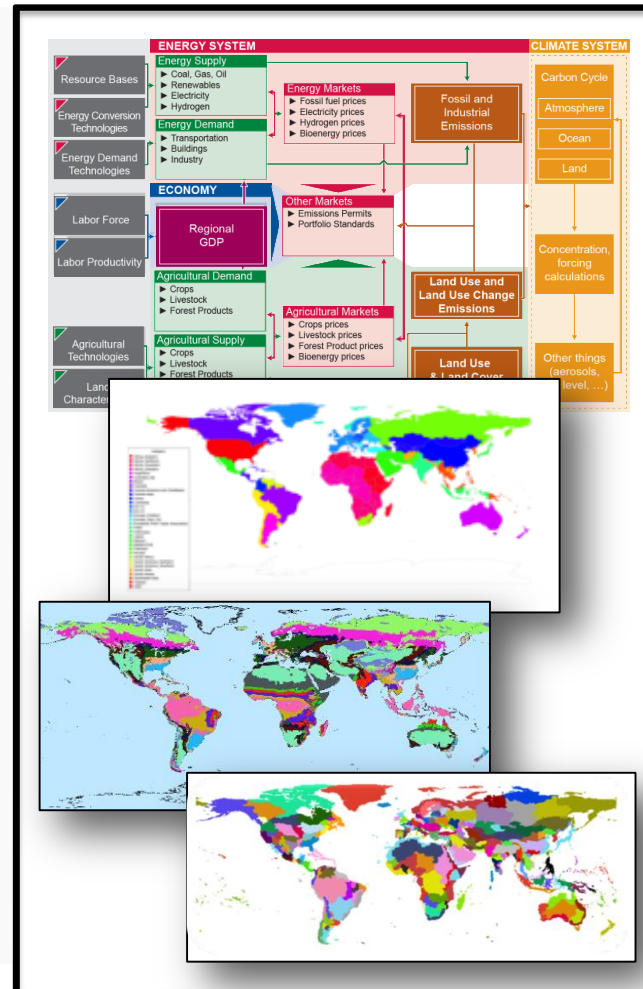 ENERGY SYSTEM
CLIMATE SYSTEM
Resource Bases
Energy Conversion
Technologies
Energy Demand
Technologies
Labor Force
Labor Productivity
Agricultural
Technologies
Energy Supply
► Coal, Gas, Oil
► Renewables
► Electricity
► Hydrogen
Energy Demand
► Transportation
► Buildings
► Industry
ECONOMY
Regional
GDP
Agricultural Demand
► Crops
► Livestock
► Forest Products
Agricultural Supply
► Crops
► Livestock
► Forest Products
Energy Markets
► Fossil fuel prices
► Electricity prices
► Hydrogen prices
► Bioenergy prices
Other Markets
► Emissions Permits
► Portfolio Standards
Agricultural Markets
► Crops prices
► Livestock prices
► Forest Product prices
► Bioenergy prices
Fossil and
Industrial
Emissions
Land Use and
Land Use Change
Emissions
Land Use
& Land Cover
Carbon Cycle
Atmosphere
Ocean
Land
Concentration,
forcing
calculations
Other things
(aerosols,
level, ...)